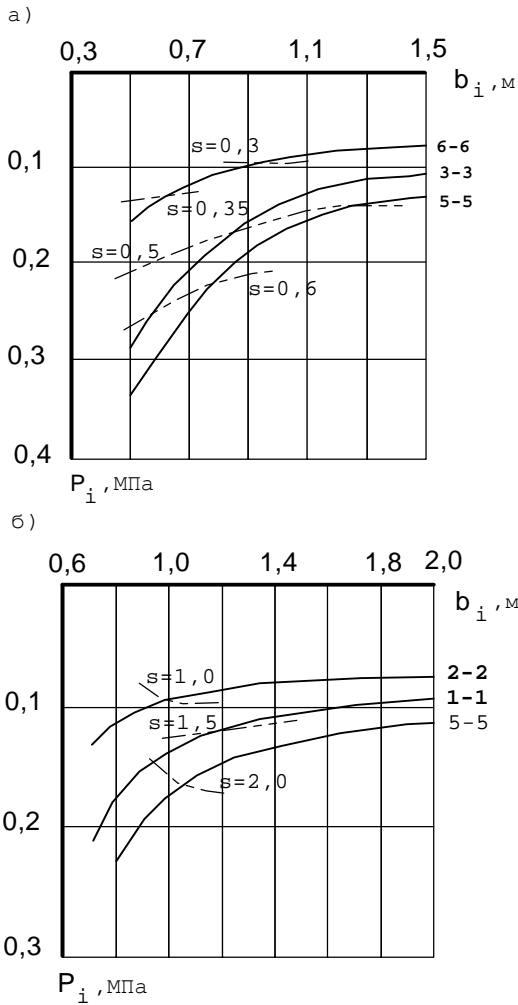 а)
0,3 0,7 1,1 1,5
b i , м
s=0,3
6-6
0,1
3-3
s=0,35
5-5
s=0,5
0,2
s=0,6
0,3
0,4
P i , МПа
б)
0,6 1,0 1,4 1,8 2,0
b i , м
s=1,0
2-2
0,1
1-1
s=1,5
5-5
s=2,0
0,2
0,3
P i , МПа